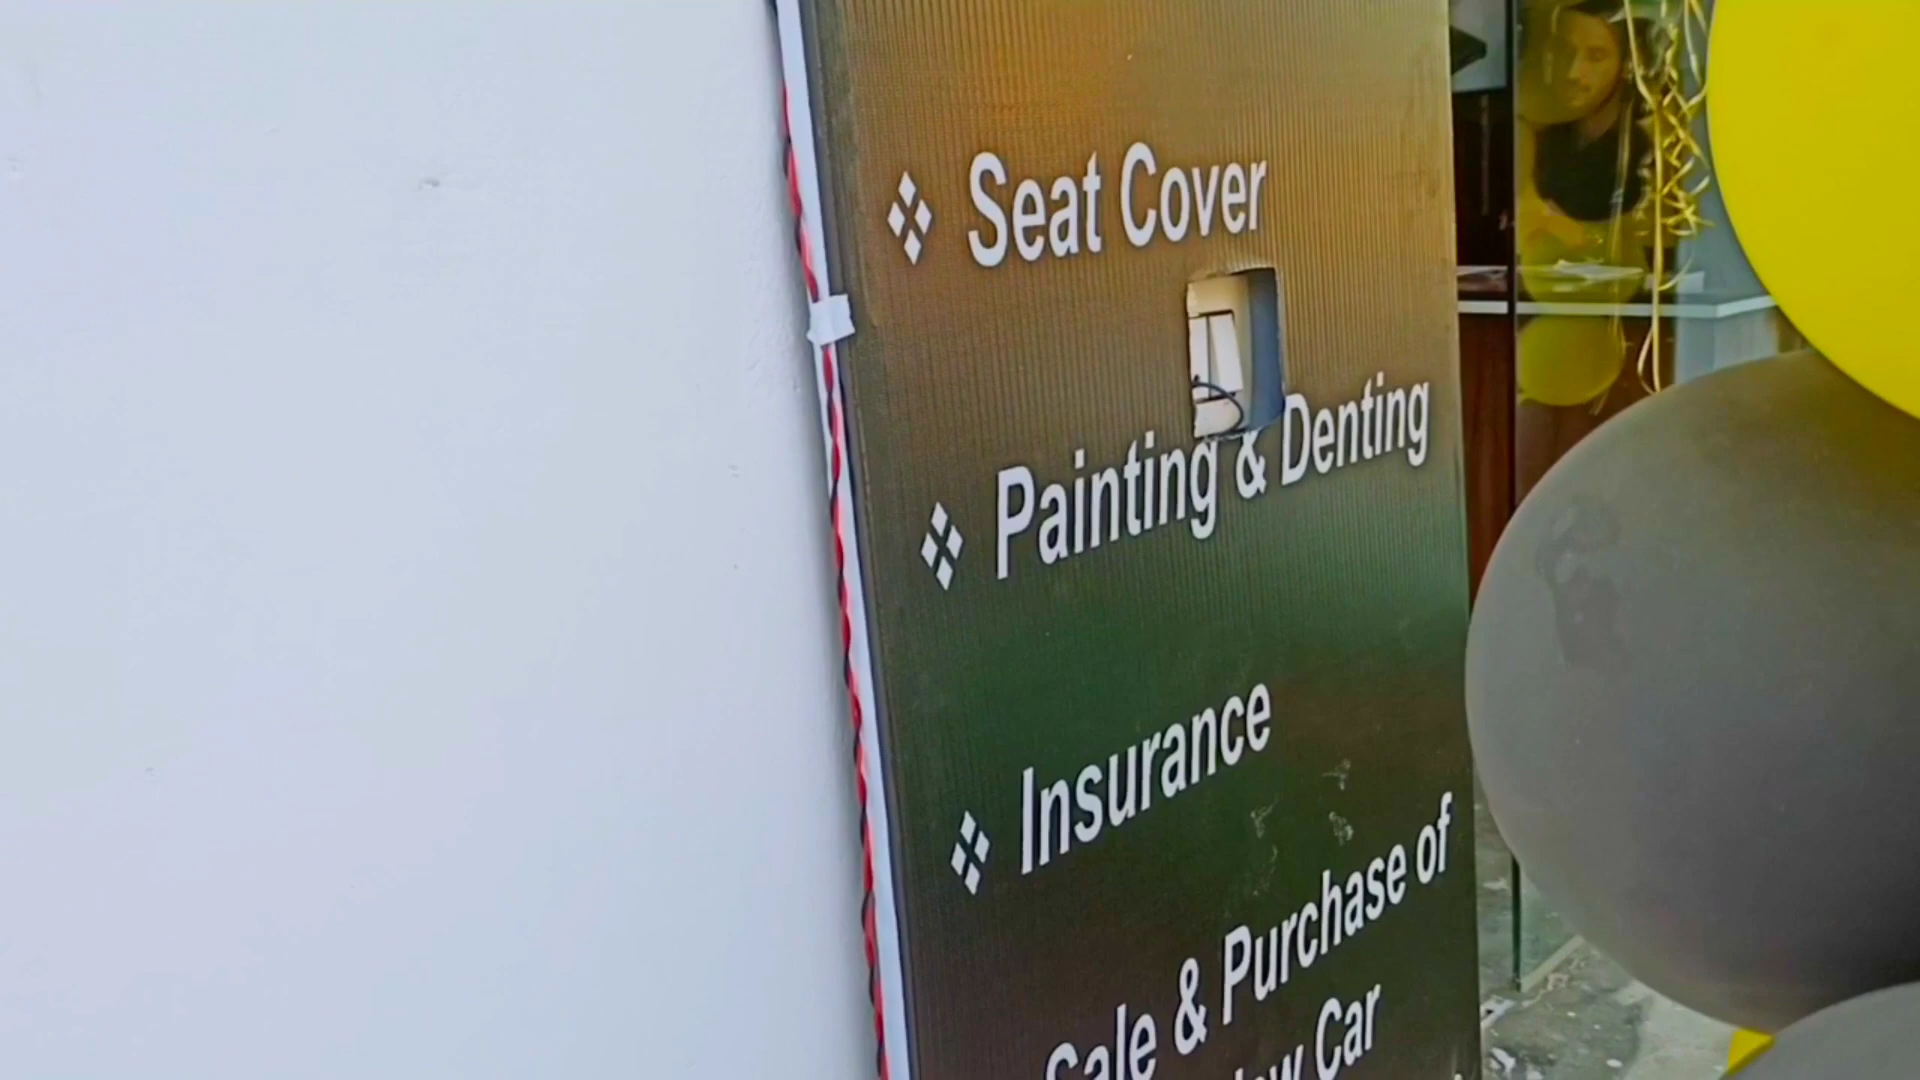 Seat Cover
Painting & Denting
Insurance
Sale & Purchase of
Car